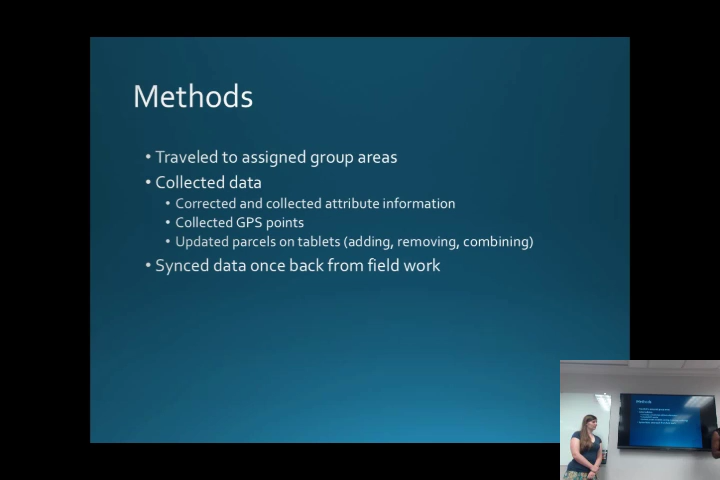 Methods
• Traveled to assigned group areas
• Collected data
• Corrected and collected attribute information
• Collected GPS points
• Updated parcels on tablets (adding, removing, combining)
• Synced data once back from field work
Methods